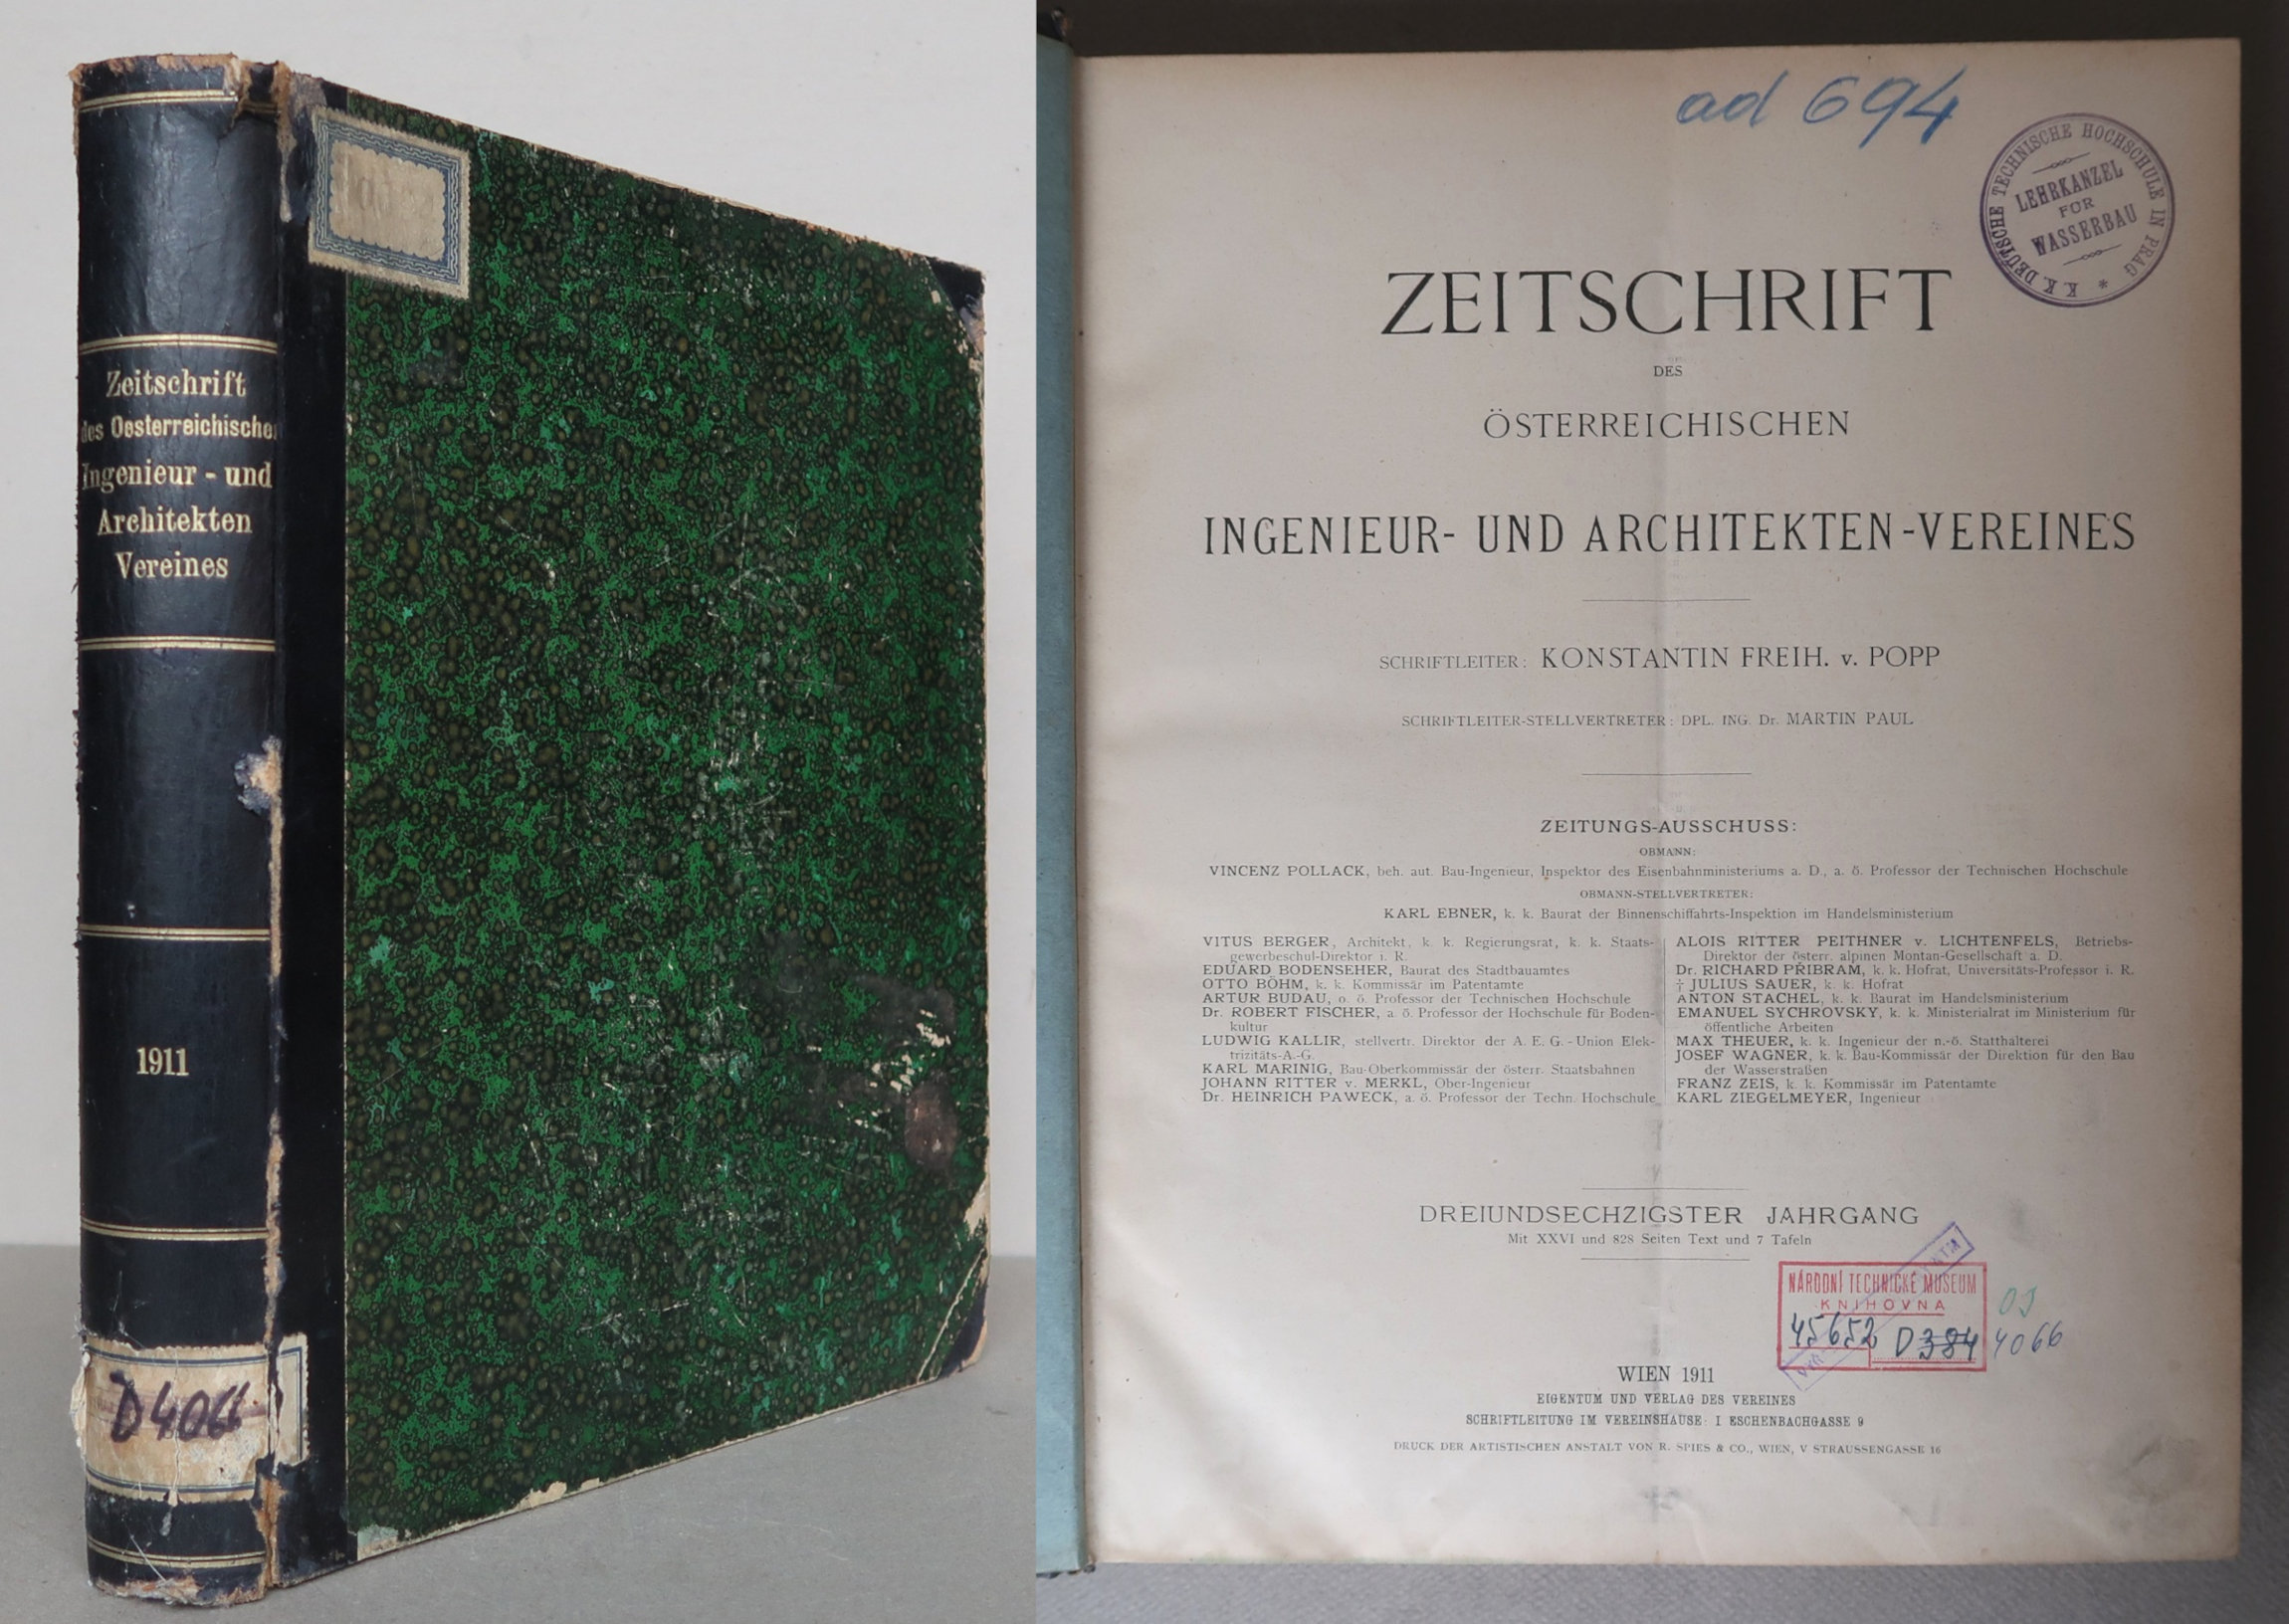 Zeitschrift
des Oesterreichischen
Ingenieur - und
Architekten
Vereines
1911
D 4066
ad 694
K. K. DEUTSCHE TECHNISCHE HOCHSCHULE IN PRAG *
LEHRKANZEL
FÜR
WASSERBAU
ZEITSCHRIFT
DES
ÖSTERREICHISCHEN
INGENIEUR- UND ARCHITEKTEN-VEREINES
SCHRIFTLEITER: KONSTANTIN FREIH. v. POPP
SCHRIFTLEITER-STELLVERTRETER: DPL. ING. Dr. MARTIN PAUL
ZEITUNGS-AUSSCHUSS:
OBMANN:
VINCENZ POLLACK, beh. aut. Bau-Ingenieur, Inspektor des Eisenbahnministeriums a. D., a. ö. Professor der Technischen Hochschule
OBMANN-STELLVERTRETER:
KARL EBNER, k. k. Baurat der Binnenschiffahrts-Inspektion im Handelsministerium
VITUS BERGER, Architekt, k. k. Regierungsrat, k. k. Staats-
gewerbeschul-Direktor i. R.
EDUARD BODENSEHER, Baurat des Stadtbauamtes
OTTO BÖHM, k. k. Kommissär im Patentamte
ARTUR BUDAU, o. ö. Professor der Technischen Hochschule
Dr. ROBERT FISCHER, a. ö. Professor der Hochschule für Boden-
kultur
LUDWIG KALLIR, stellvertr. Direktor der A. E. G.-Union Elek-
trizitäts-A.-G.
KARL MARINIG, Bau-Oberkommissär der österr. Staatsbahnen
JOHANN RITTER v. MERKL, Ober-Ingenieur
Dr. HEINRICH PAWECK, a. ö. Professor der Techn. Hochschule
ALOIS RITTER PEITHNER v. LICHTENFELS, Betriebs-
Direktor der österr. alpinen Montan-Gesellschaft a. D.
Dr. RICHARD PŘIBRAM, k. k. Hofrat, Universitäts-Professor i. R.
† JULIUS SAUER, k. k. Hofrat
ANTON STACHEL, k. k. Baurat im Handelsministerium
EMANUEL SYCHROVSKY, k. k. Ministerialrat im Ministerium für
öffentliche Arbeiten
MAX THEUER, k. k. Ingenieur der n.-ö. Statthalterei
JOSEF WAGNER, k. k. Bau-Kommissär der Direktion für den Bau
der Wasserstraßen
FRANZ ZEIS, k. k. Kommissär im Patentamte
KARL ZIEGELMEYER, Ingenieur
DREIUNDSECHZIGSTER JAHRGANG
Mit XXVI und 828 Seiten Text und 7 Tafeln
NÁRODNÍ TECHNICKÉ MUSEUM
KNIHOVNA
45652 D 384 4066
WIEN 1911
EIGENTUM UND VERLAG DES VEREINES
SCHRIFTLEITUNG IM VEREINSHAUSE: I ESCHENBACHGASSE 9
DRUCK DER ARTISTISCHEN ANSTALT VON R. SPIES & CO., WIEN, V STRAUSSENGASSE 16